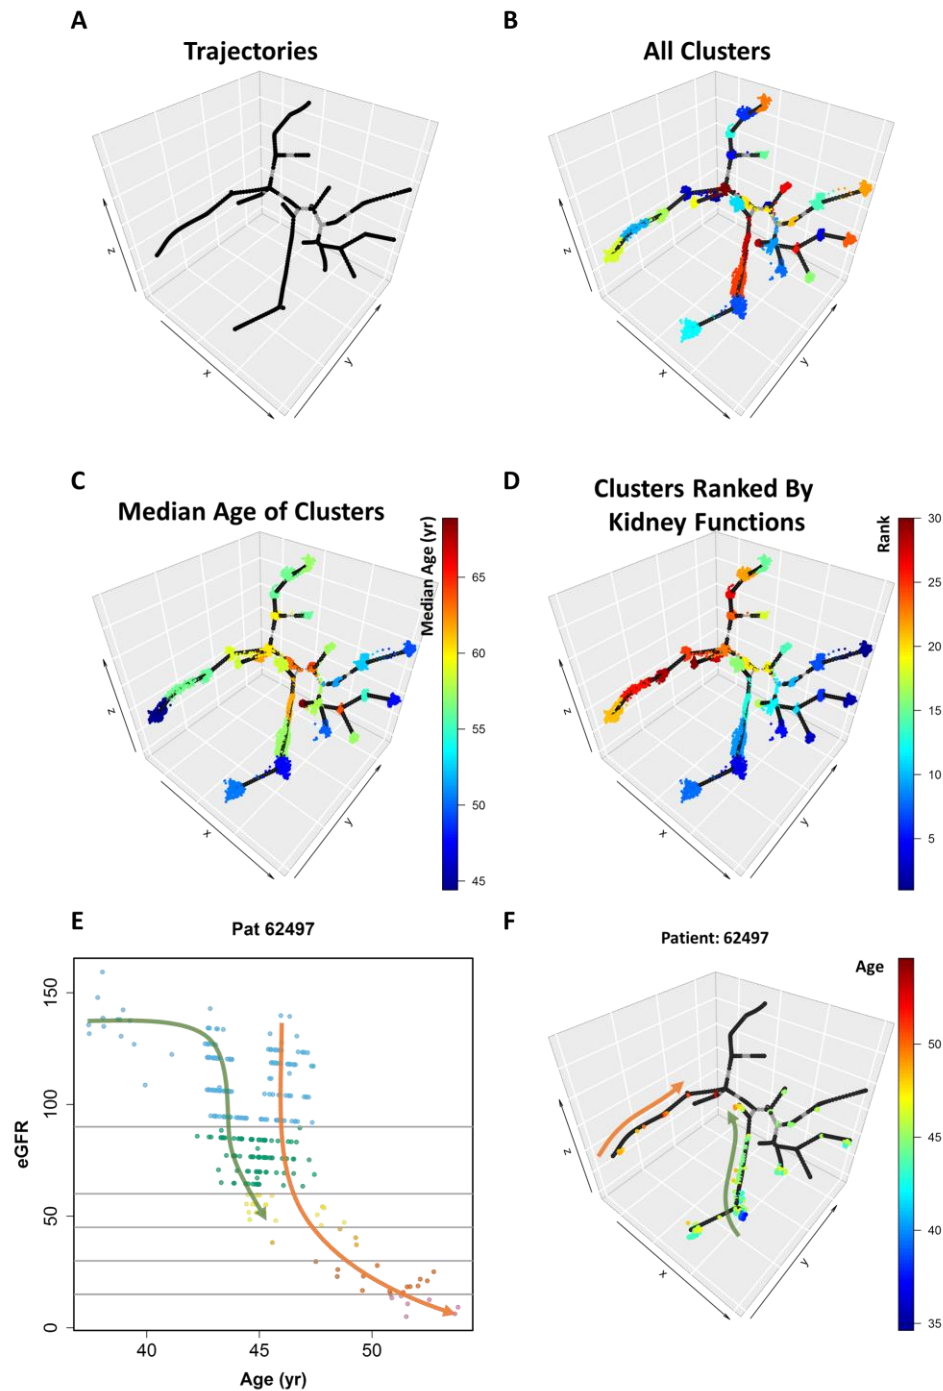 A
Trajectories
z
x
y
B
All Clusters
z
x
y
C
Median Age of Clusters
Median Age (yr)
65
60
55
50
45
z
x
y
D
Clusters Ranked By
Kidney Functions
Rank
30
25
20
15
10
5
z
x
y
E
Pat 62497
eGFR
150
100
50
0
40
45
50
Age (yr)
F
Patient: 62497
Age
50
45
40
35
z
x
y